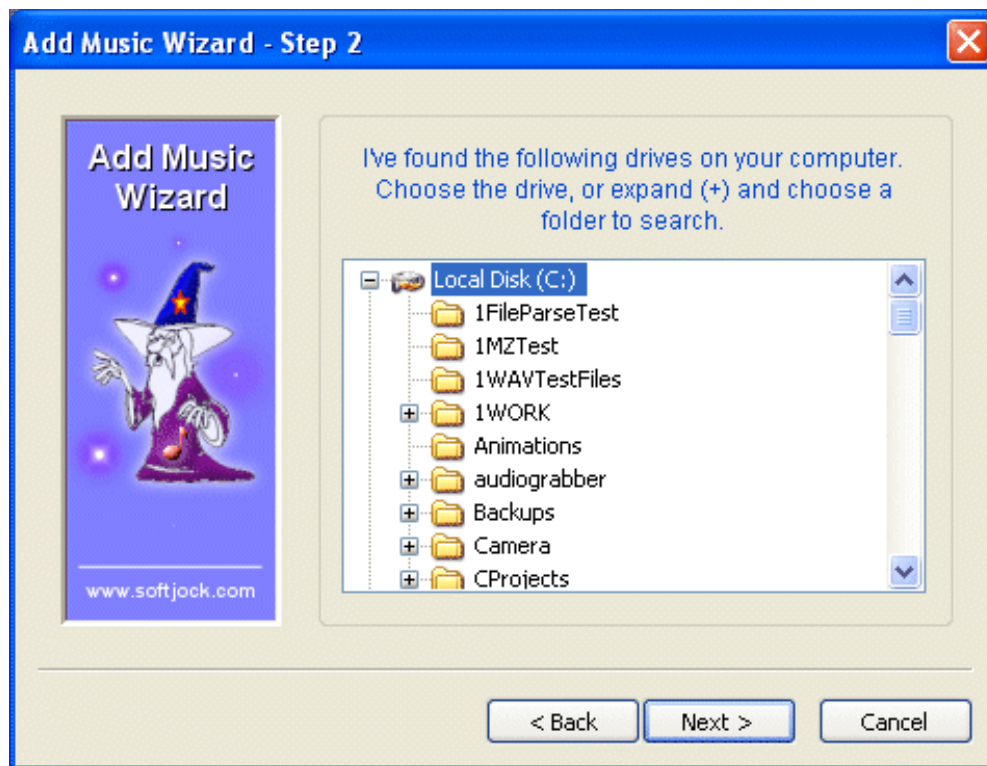 Add Music Wizard - Step 2
Add Music
Wizard
www.softjock.com
I've found the following drives on your computer.
Choose the drive, or expand (+) and choose a
folder to search.
Local Disk (C:)
1FileParseTest
1MZTest
1WAVTestFiles
1WORK
Animations
audiograbber
Backups
Camera
CProjects
< Back
Next >
Cancel